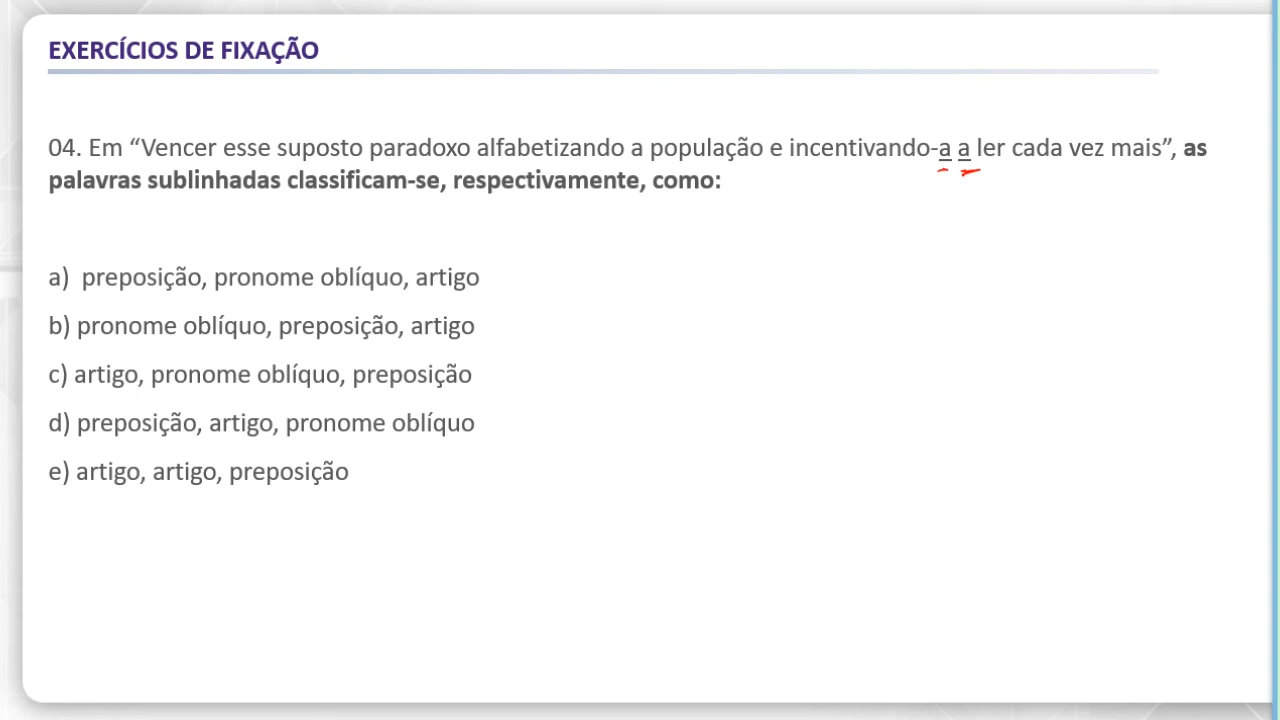 EXERCÍCIOS DE FIXAÇÃO
04. Em “Vencer esse suposto paradoxo alfabetizando a população e incentivando-a a ler cada vez mais”, as
palavras sublinhadas classificam-se, respectivamente, como:
a) preposição, pronome oblíquo, artigo
b) pronome oblíquo, preposição, artigo
c) artigo, pronome oblíquo, preposição
d) preposição, artigo, pronome oblíquo
e) artigo, artigo, preposição